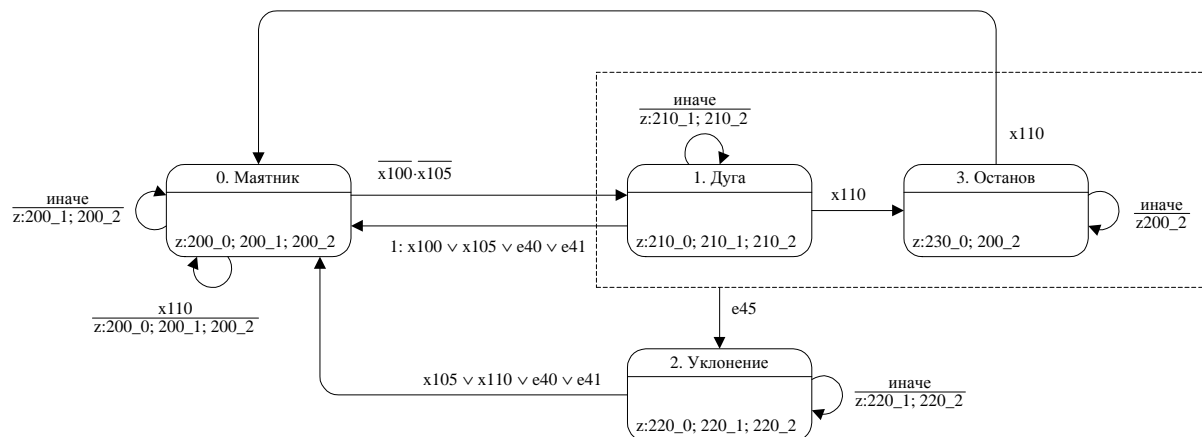 иначе
z:210_1; 210_2
x110
x100·x105
0. Маятник
1. Дуга
3. Останов
иначе
z:200_1; 200_2
x110
иначе
z200_2
z:200_0; 200_1; 200_2
1: x100 ∨ x105 ∨ e40 ∨ e41
z:210_0; 210_1; 210_2
z:230_0; 200_2
x110
z:200_0; 200_1; 200_2
e45
2. Уклонение
x105 ∨ x110 ∨ e40 ∨ e41
иначе
z:220_1; 220_2
z:220_0; 220_1; 220_2